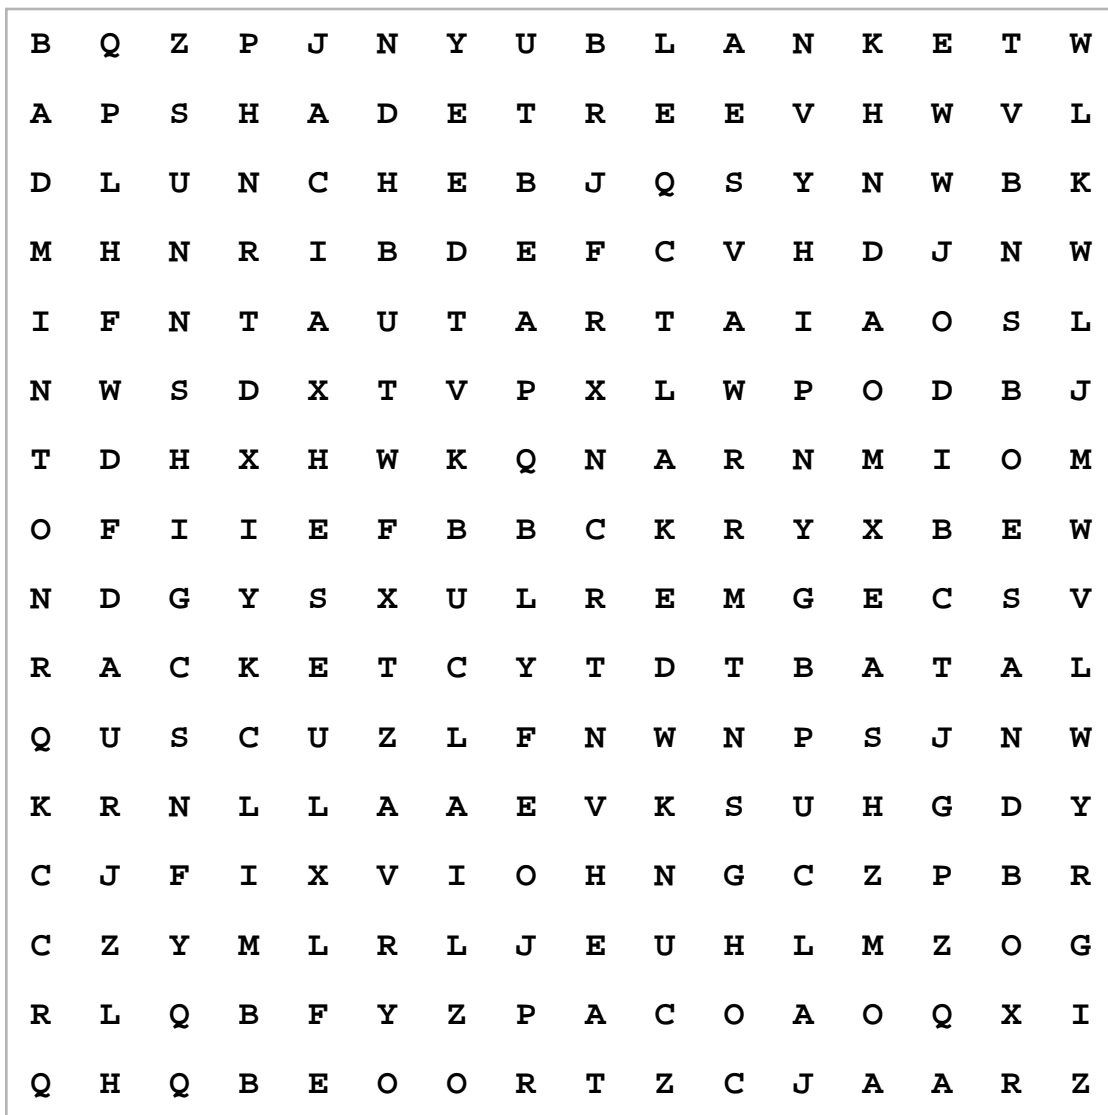 B Q Z P J N Y U B L A N K E T W
A P S H A D E T R E E V H W V L
D L U N C H E B J Q S Y N W B K
M H N R I B D E F C V H D J N W
I F N T A U T A R T A I A O S L
N W S D X T V P X L W P O D B J
T D H X H W K Q N A R N M I O M
O F I I E F B B C K R Y X B E W
N D G Y S X U L R E M G E C S V
R A C K E T C Y T D T B A T A L
Q U S C U Z L F N W N P S J N W
K R N L L A A E V K S U H G D Y
C J F I X V I O H N G C Z P B R
C Z Y M L R L J E U H L M Z O G
R L Q B F Y Z P A C O A O Q X I
Q H Q B E O O R T Z C J A A R Z